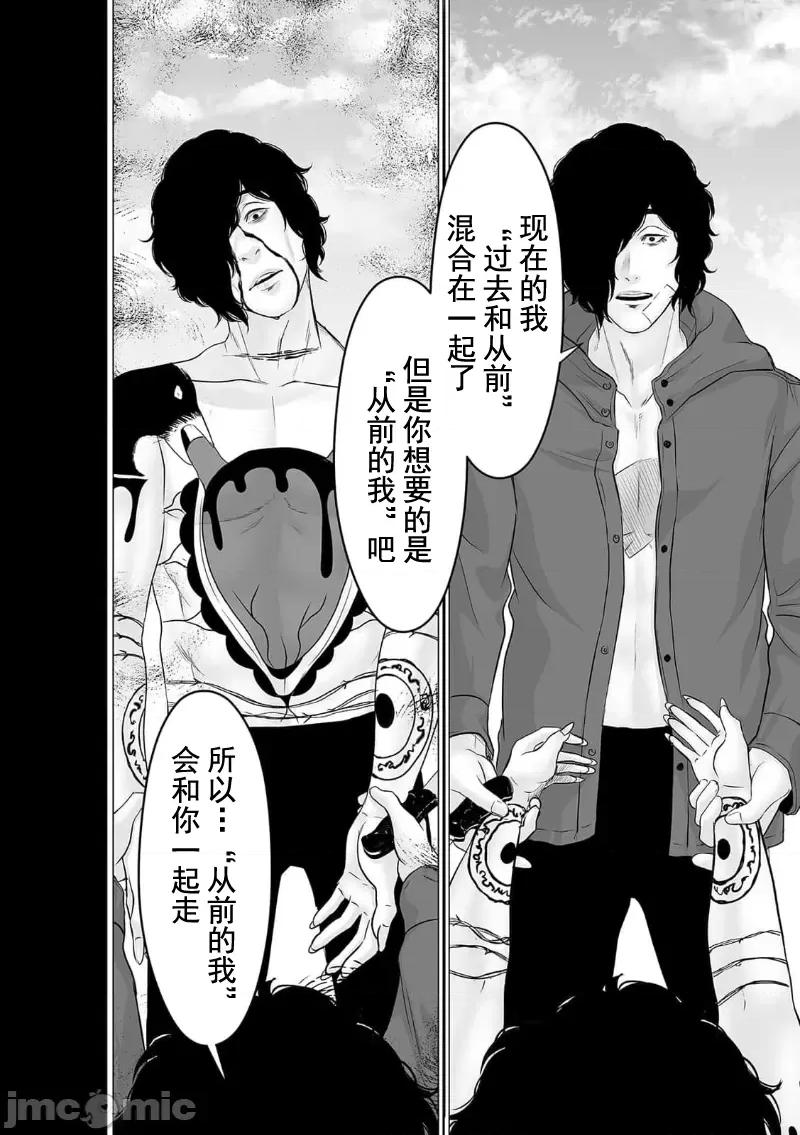 现在的我
“过去和从前”
混合在一起了
但是你想要的是
“从前的我”吧
所以…“从前的我”
会和你一起走
jmcomic